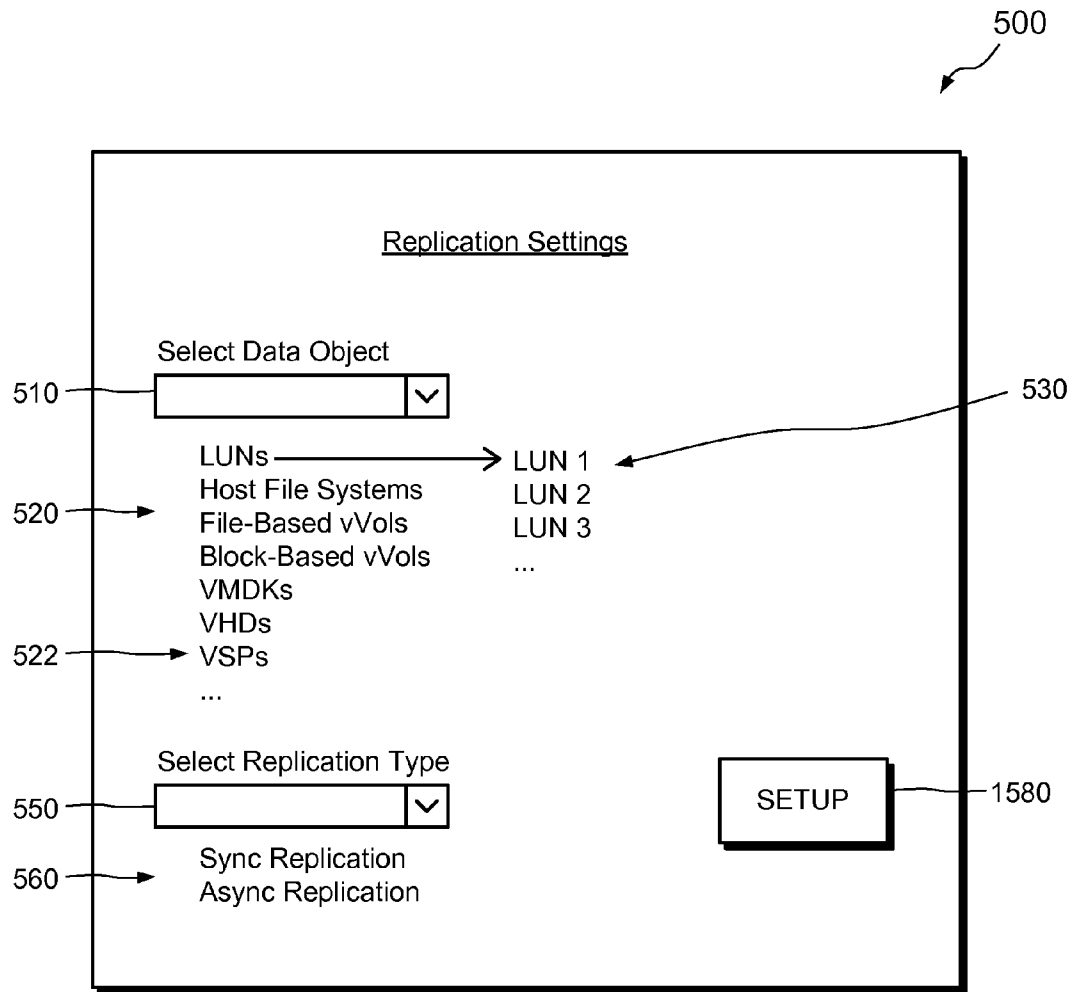 500
Replication Settings
Select Data Object
510
530
LUNs
LUN 1
Host File Systems
LUN 2
520
File-Based vVols
LUN 3
Block-Based vVols
...
VMDKs
VHDs
522
VSPs
...
Select Replication Type
550
SETUP
1580
Sync Replication
560
Async Replication